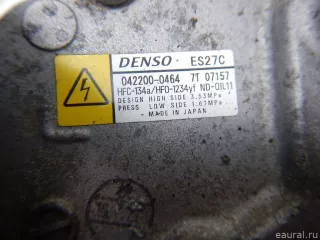 DENSO ES27C
042200-0464 7T 07157
HFC-134a/HFO-1234yf ND-OIL11
DESIGN HIGH SIDE 3.53MPa
PRESS LOW SIDE 1.67MPa
MADE IN JAPAN
© eaural.ru